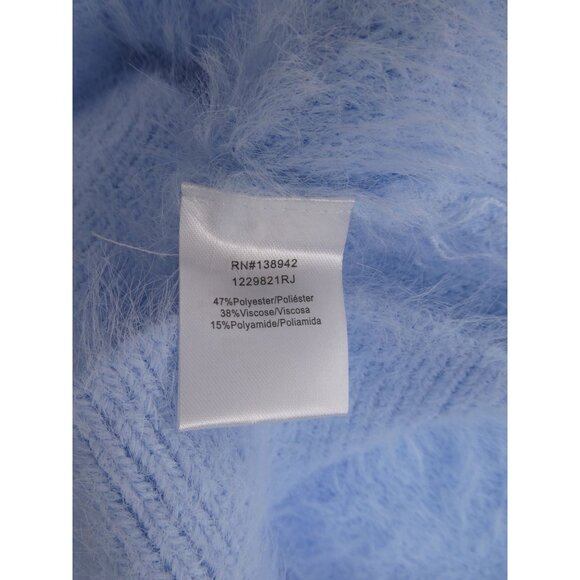 RN#138942
1229821RJ
47%Polyester/Poliéster
38%Viscose/Viscosa
15%Polyamide/Poliamida